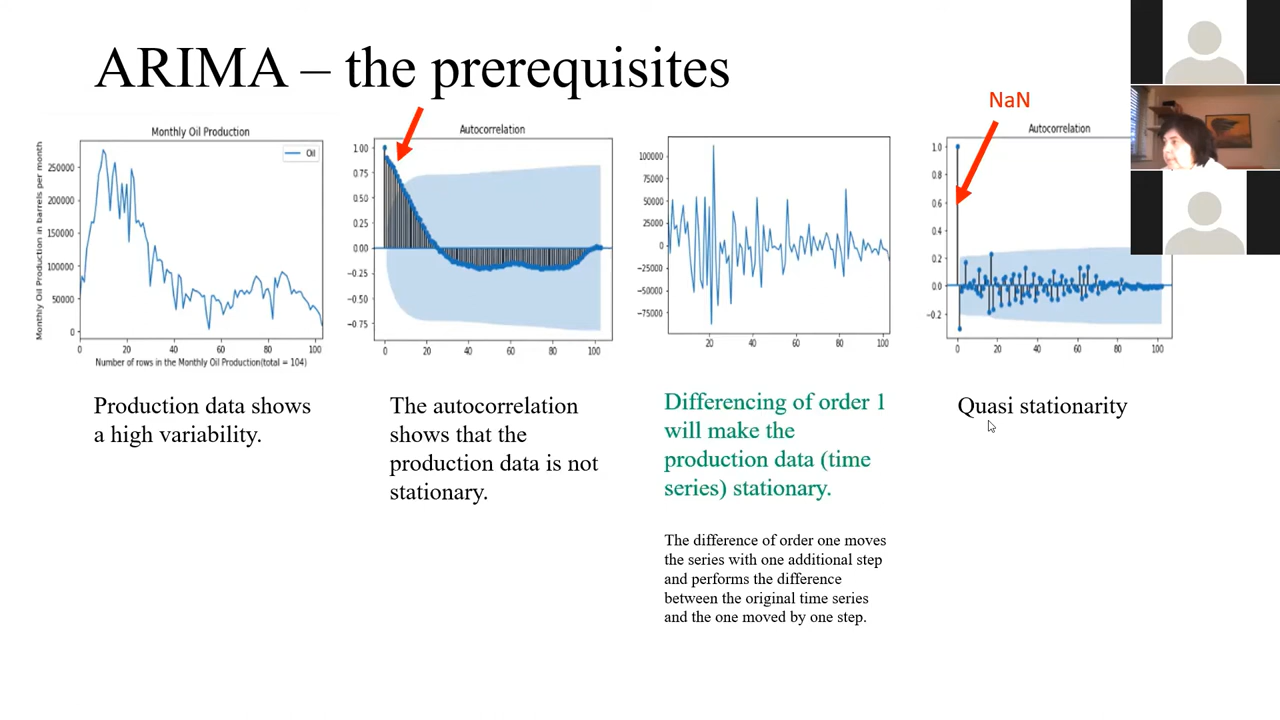 ARIMA – the prerequisites
NaN
Monthly Oil Production
Monthly Oil Production in barrels per month
250000
200000
150000
100000
50000
0
Oil
0 20 40 60 80 100
Number of rows in the Monthly Oil Production(total = 104)
Autocorrelation
1.00
0.75
0.50
0.25
0.00
−0.25
−0.50
−0.75
0 20 40 60 80 100
100000
75000
50000
25000
0
−25000
−50000
−75000
20 40 60 80 100
Autocorrelation
1.0
0.8
0.6
0.4
0.2
0.0
−0.2
0 20 40 60 80 100
Production data shows
a high variability.
The autocorrelation
shows that the
production data is not
stationary.
Differencing of order 1
will make the
production data (time
series) stationary.
The difference of order one moves
the series with one additional step
and performs the difference
between the original time series
and the one moved by one step.
Quasi stationarity